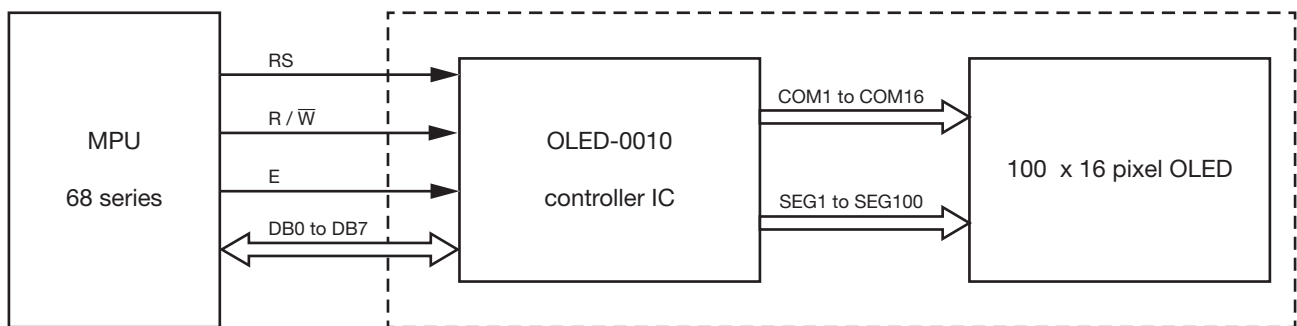 MPU
68 series
RS
R / W̅
E
DB0 to DB7
OLED-0010
controller IC
COM1 to COM16
SEG1 to SEG100
100 x 16 pixel OLED